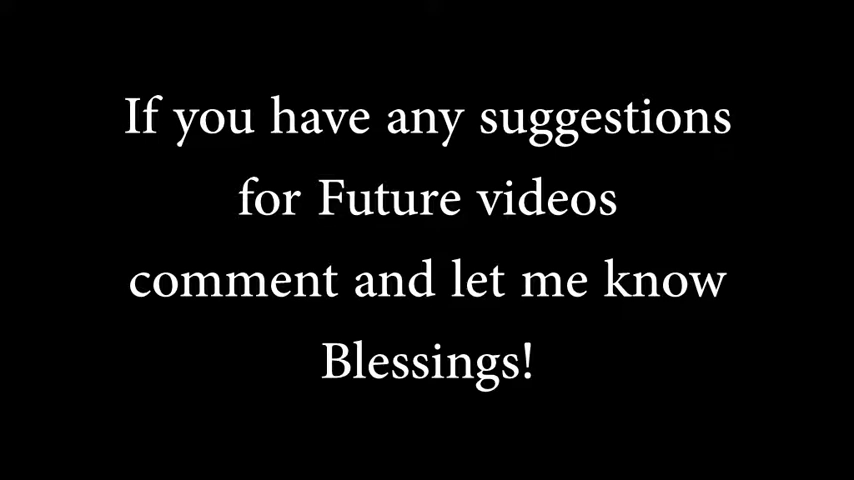 If you have any suggestions
for Future videos
comment and let me know
Blessings!